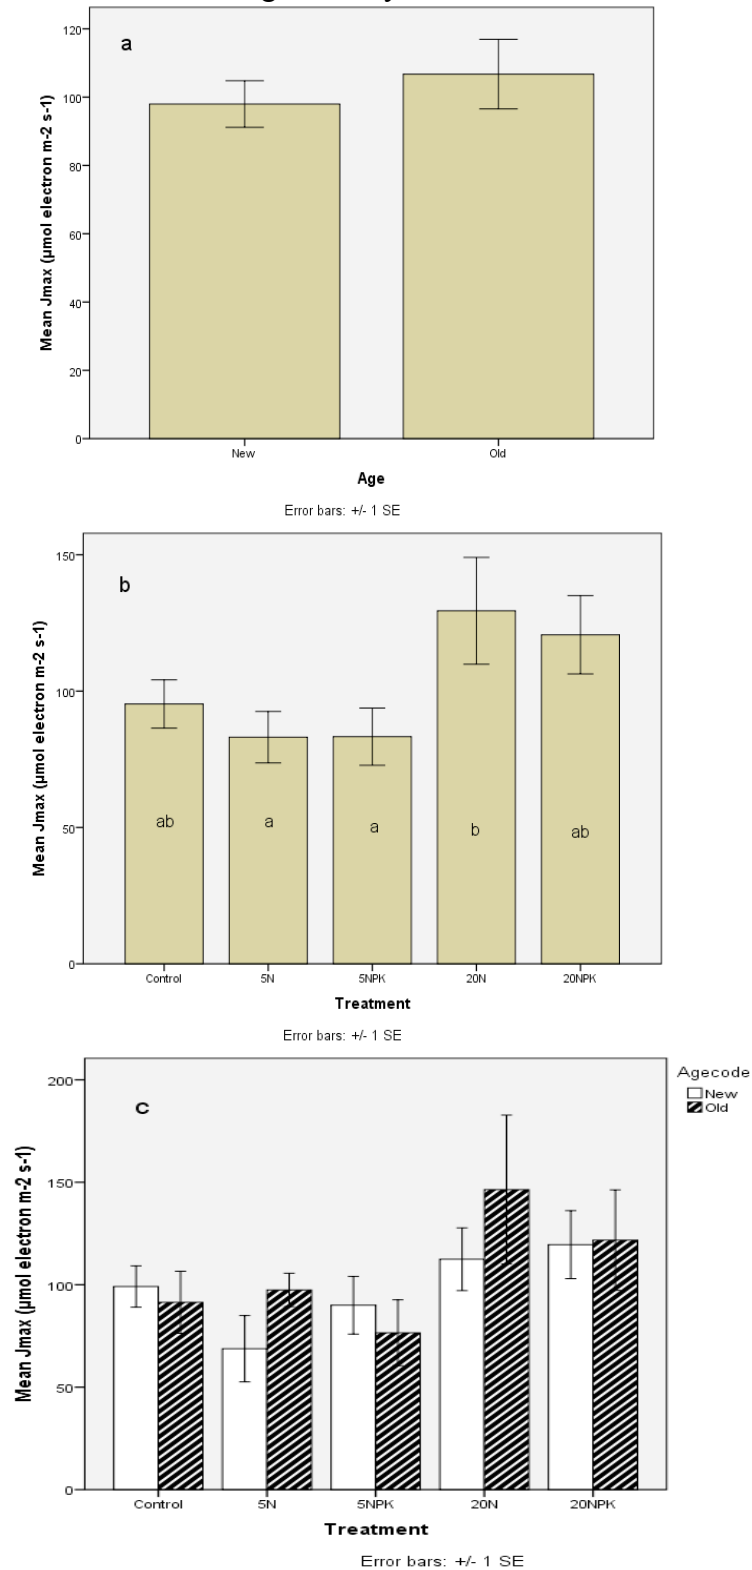 120
a
100
80
60
40
20
0
Mean Jmax (µmol electron m-2 s-1)
New Old
Age
Error bars: +/- 1 SE
150
b
100
50
0
Mean Jmax (µmol electron m-2 s-1)
ab a a b ab
Control 5N 5NPK 20N 20NPK
Treatment
Error bars: +/- 1 SE
200
c
150
100
50
0
Mean Jmax (µmol electron m-2 s-1)
Agecode
New
Old
Control 5N 5NPK 20N 20NPK
Treatment
Error bars: +/- 1 SE